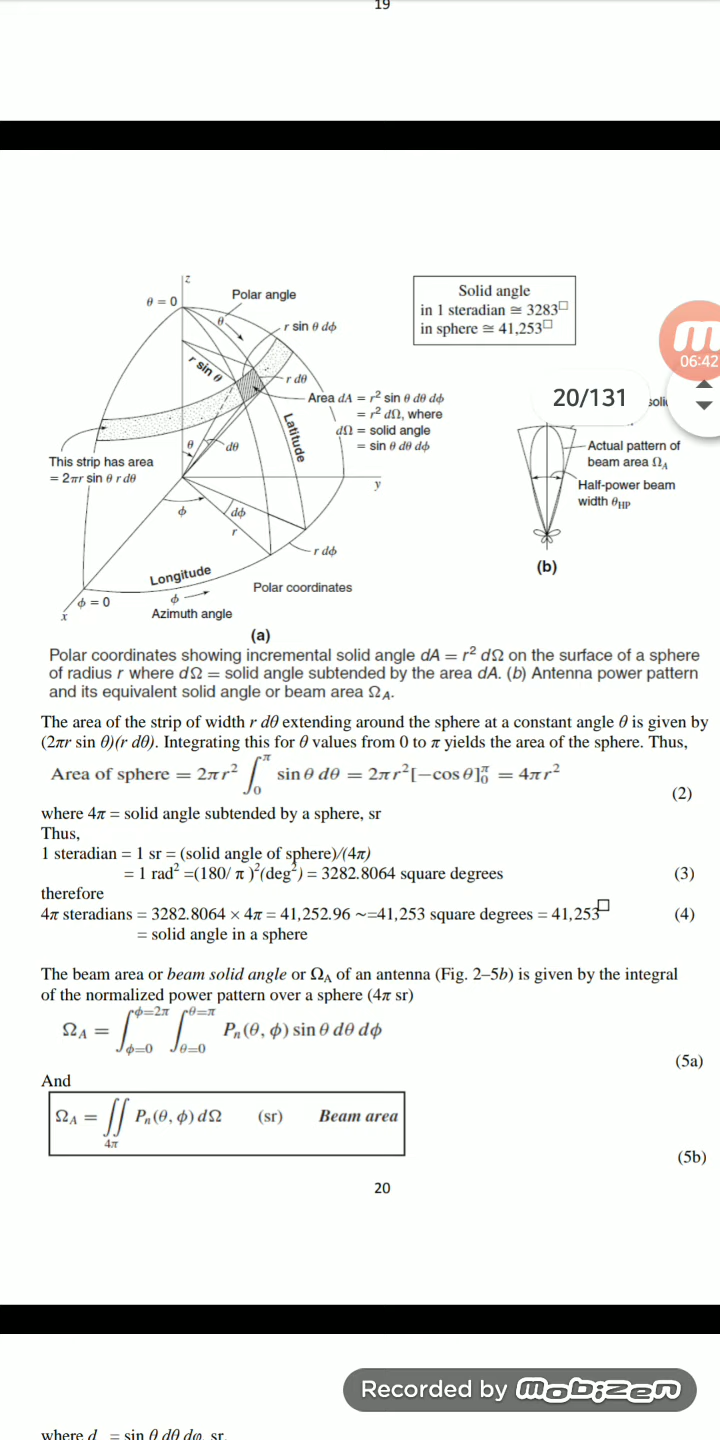 19
z
θ = 0
Polar angle
θ
r sin θ dϕ
r sin θ
r dθ
Area dA = r² sin θ dθ dϕ
= r² dΩ, where
dΩ = solid angle
= sin θ dθ dϕ
Latitude
θ
dθ
This strip has area
= 2πr sin θ r dθ
y
ϕ
dϕ
r
r dϕ
Longitude
Polar coordinates
ϕ = 0
ϕ
x
Azimuth angle
(a)
Solid angle
in 1 steradian ≅ 3283□
in sphere ≅ 41,253□
06:42
20/131
Actual pattern of
beam area Ω_A
Half-power beam
width θ_HP
(b)
Polar coordinates showing incremental solid angle dA = r² dΩ on the surface of a sphere
of radius r where dΩ = solid angle subtended by the area dA. (b) Antenna power pattern
and its equivalent solid angle or beam area Ω_A.
The area of the strip of width r dθ extending around the sphere at a constant angle θ is given by
(2πr sin θ)(r dθ). Integrating this for θ values from 0 to π yields the area of the sphere. Thus,
Area of sphere = 2πr² ∫₀^π sin θ dθ = 2πr² [−cos θ]₀^π = 4πr²
(2)
where 4π = solid angle subtended by a sphere, sr
Thus,
1 steradian = 1 sr = (solid angle of sphere)/(4π)
= 1 rad² =(180/ π )²(deg²) = 3282.8064 square degrees (3)
therefore
4π steradians = 3282.8064 × 4π = 41,252.96 ~=41,253 square degrees = 41,253□ (4)
= solid angle in a sphere
The beam area or beam solid angle or Ω_A of an antenna (Fig. 2–5b) is given by the integral
of the normalized power pattern over a sphere (4π sr)
Ω_A = ∫_{ϕ=0}^{ϕ=2π} ∫_{θ=0}^{θ=π} P_n(θ, ϕ) sin θ dθ dϕ
(5a)
And
Ω_A = ∬_{4π} P_n(θ, ϕ) dΩ (sr) Beam area
(5b)
20
Recorded by mobizen
where d = sin θ dθ dφ, sr.